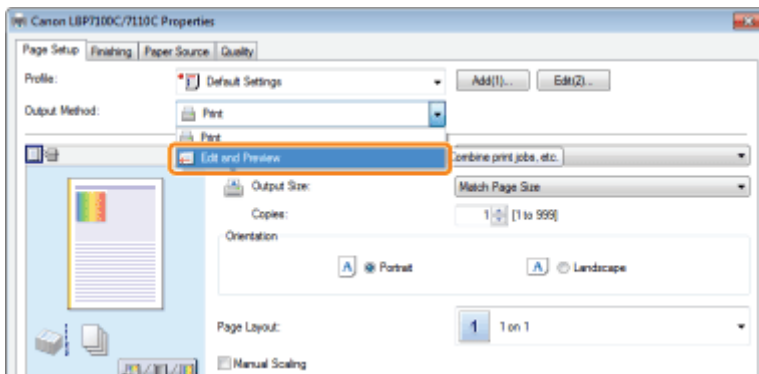 Canon LBP7100C/7110C Properties
Page Setup Finishing Paper Source Quality
Profile: Default Settings Add(1)... Edit(2)...
Output Method: Print
Print
Edit and Preview Combine print jobs, etc.
Output Size: Match Page Size
Copies: 1 [1 to 999]
Orientation
A Portrait A Landscape
Page Layout: 1 1 on 1
Manual Scaling